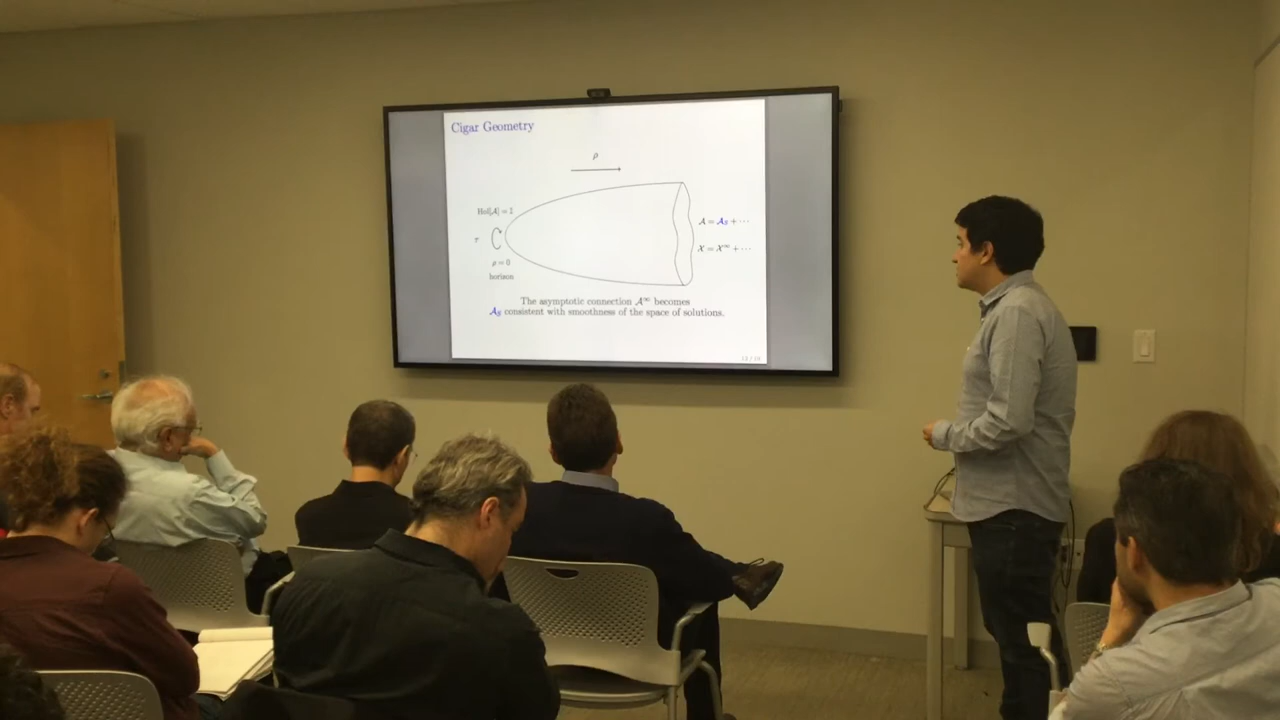 Cigar Geometry
ρ
Hol[𝒜] = 1
𝒜 = 𝒜_S + ⋯
τ
𝒳 = 𝒳^∞ + ⋯
ρ = 0
horison
The asymptotic connection 𝒜^∞ becomes
𝒜_S consistent with smoothness of the space of solutions.